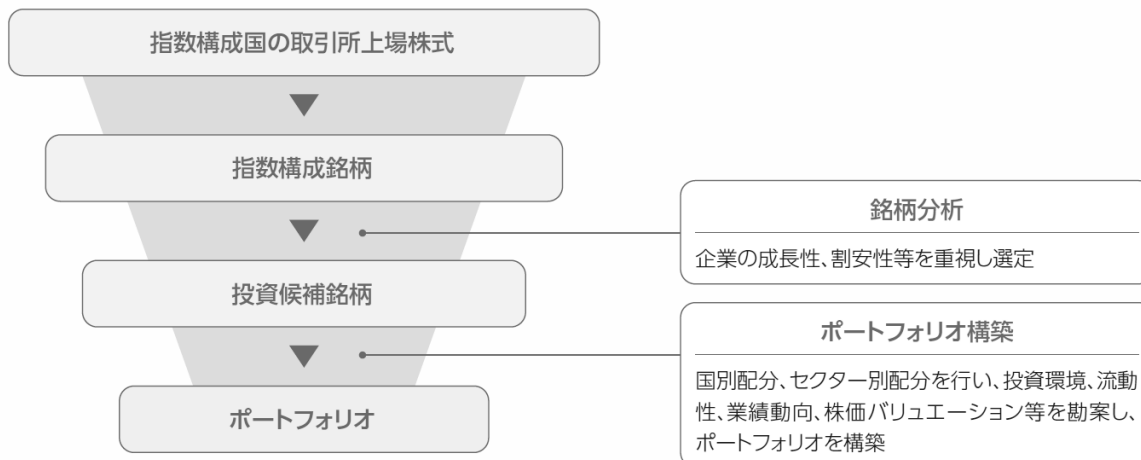 指数構成国の取引所上場株式
指数構成銘柄
銘柄分析
企業の成長性、割安性等を重視し選定
投資候補銘柄
ポートフォリオ構築
国別配分、セクター別配分を行い、投資環境、流動
性、業績動向、株価バリュエーション等を勘案し、
ポートフォリオを構築
ポートフォリオ